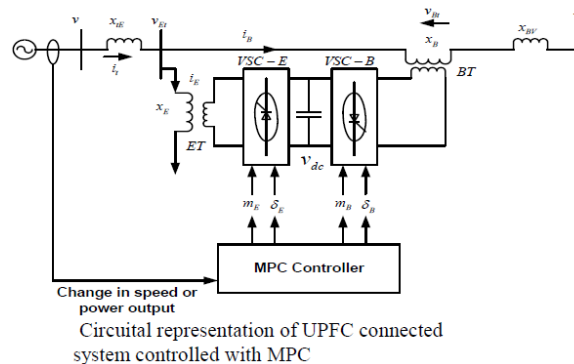 x_tE
v
v_Et
i_t
i_B
v_Bt
x_B
x_BV
BT
i_E
x_E
ET
VSC – E
VSC – B
v_dc
m_E
δ_E
m_B
δ_B
MPC Controller
Change in speed or
power output
Circuital representation of UPFC connected
system controlled with MPC